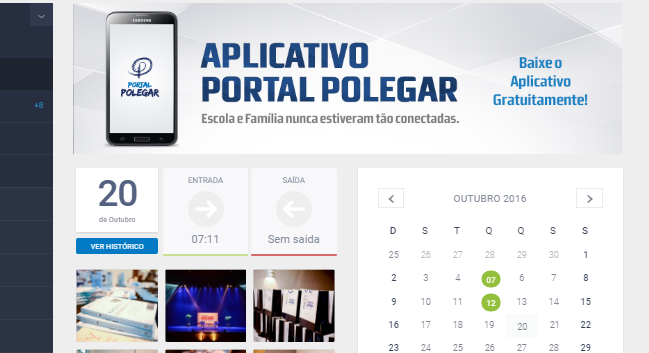 +8
PORTAL
POLEGAR
APLICATIVO
PORTAL POLEGAR
Escola e Família nunca estiveram tão conectadas.
Baixe o
Aplicativo
Gratuitamente!
20
de Outubro
VER HISTÓRICO
ENTRADA
07:11
SAÍDA
Sem saida
OUTUBRO 2016
D S T Q Q S S
25 26 27 28 29 30 1
2 3 4 07 6 7 8
9 10 11 12 13 14 15
16 17 18 19 20 21 22
23 24 25 26 27 28 29